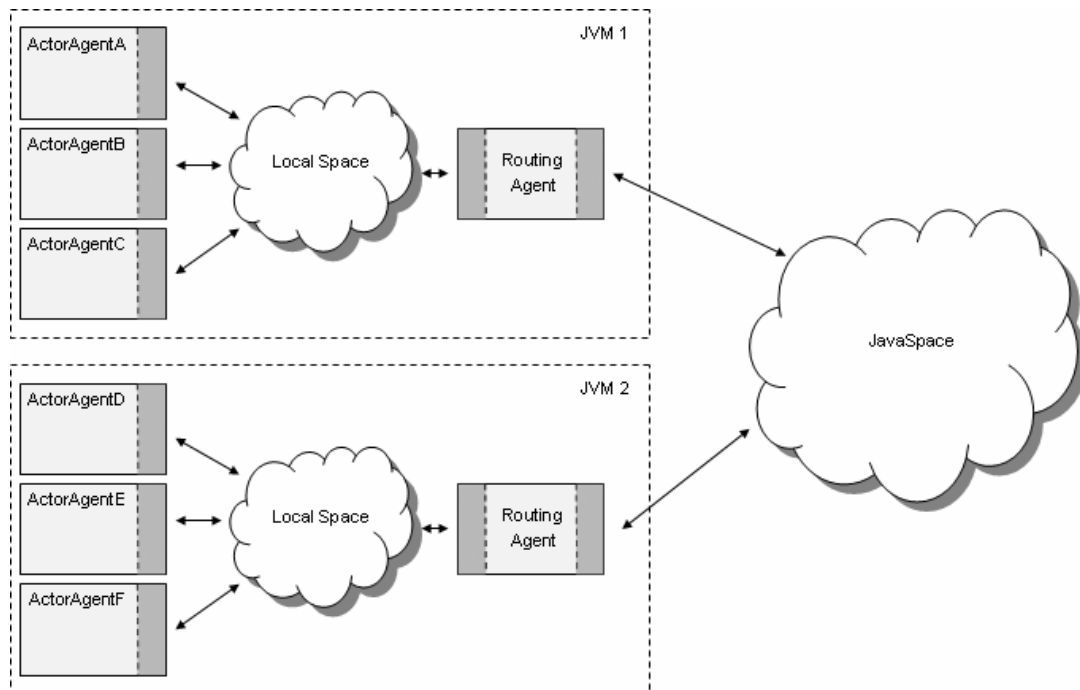 JVM 1
ActorAgentA
ActorAgentB
ActorAgentC
Local Space
Routing
Agent
JavaSpace
JVM 2
ActorAgentD
ActorAgentE
ActorAgentF
Local Space
Routing
Agent